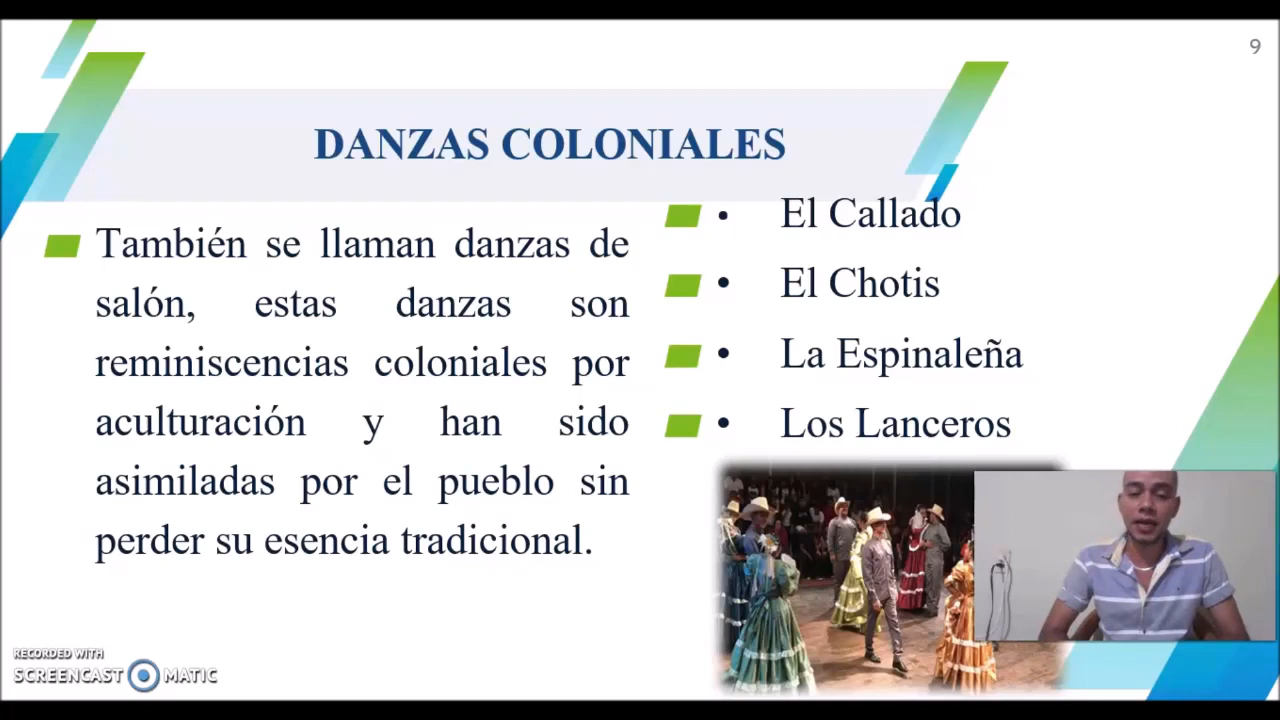 9
DANZAS COLONIALES
También se llaman danzas de
salón, estas danzas son
reminiscencias coloniales por
aculturación y han sido
asimiladas por el pueblo sin
perder su esencia tradicional.
• El Callado
• El Chotis
• La Espinaleña
• Los Lanceros
RECORDED WITH
SCREENCAST MATIC